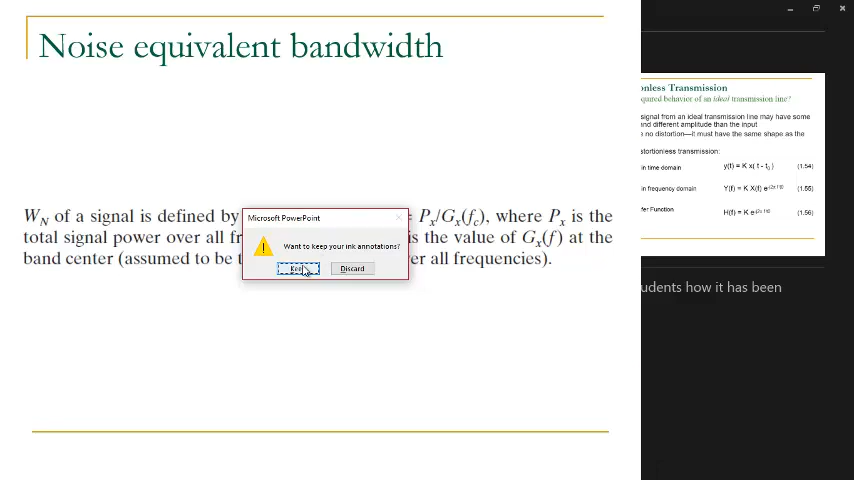 Noise equivalent bandwidth
W_N of a signal is defined by = P_x/G_x(f_c), where P_x is the
total signal power over all is the value of G_x(f) at the
band center (assumed to be over all frequencies).
Microsoft PowerPoint
Want to keep your ink annotations?
Keep
Discard
onless Transmission
quired behavior of an ideal transmission line?
signal from an ideal transmission line may have some
and different amplitude than the input
e no distortion—it must have the same shape as the
stortionless transmission:
in time domain y(t) = K x( t - t₀ ) (1.54)
in frequency domain Y(f) = K X(f) (1.55)
fer Function H(f) = K (1.56)
udents how it has been